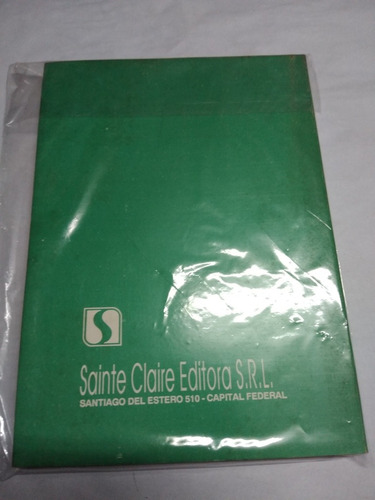 S
Sainte Claire Editora S.R.L.
SANTIAGO DEL ESTERO 510 - CAPITAL FEDERAL